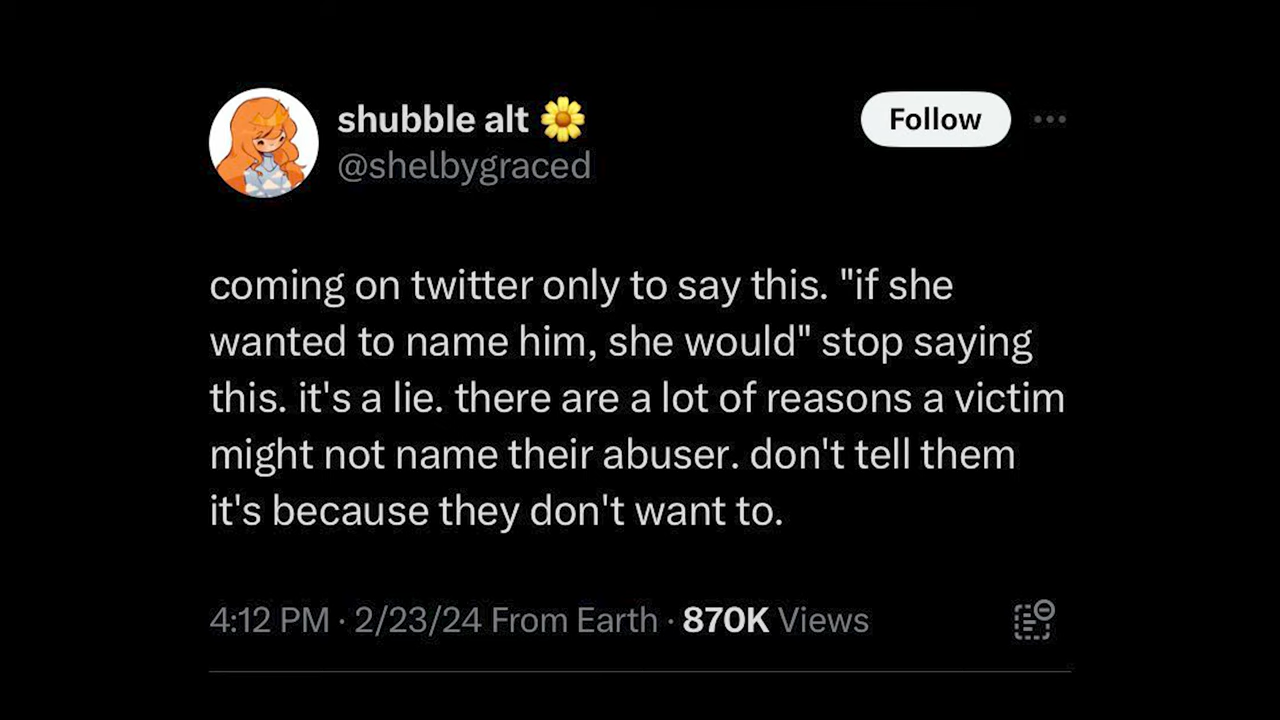 shubble alt 🌼
@shelbygraced
Follow
coming on twitter only to say this. "if she
wanted to name him, she would" stop saying
this. it's a lie. there are a lot of reasons a victim
might not name their abuser. don't tell them
it's because they don't want to.
4:12 PM · 2/23/24 From Earth · 870K Views